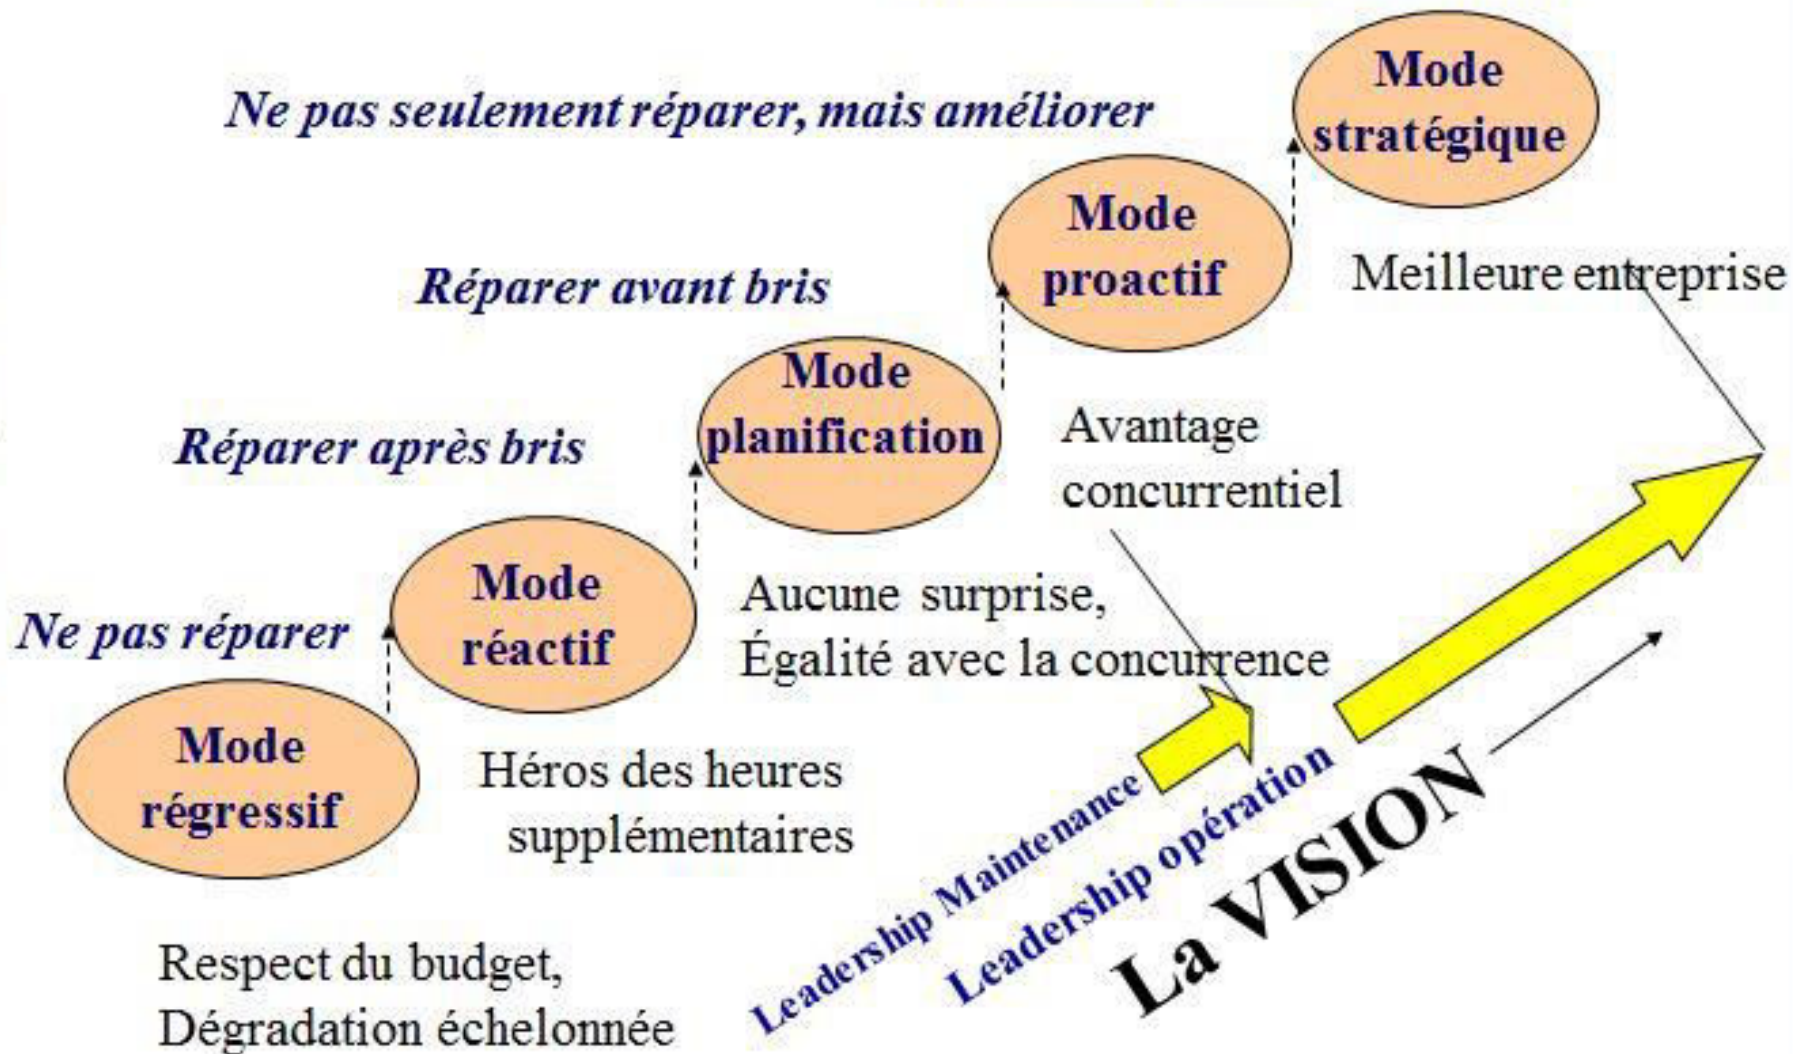 Mode
stratégique
Ne pas seulement réparer, mais améliorer
Mode
proactif
Meilleure entreprise
Réparer avant bris
Mode
planification
Avantage
concurrentiel
Réparer après bris
Mode
réactif
Aucune surprise,
Égalité avec la concurrence
Ne pas réparer
Mode
régressif
Héros des heures
supplémentaires
Respect du budget,
Dégradation échelonnée
Leadership Maintenance
Leadership opération
La VISION